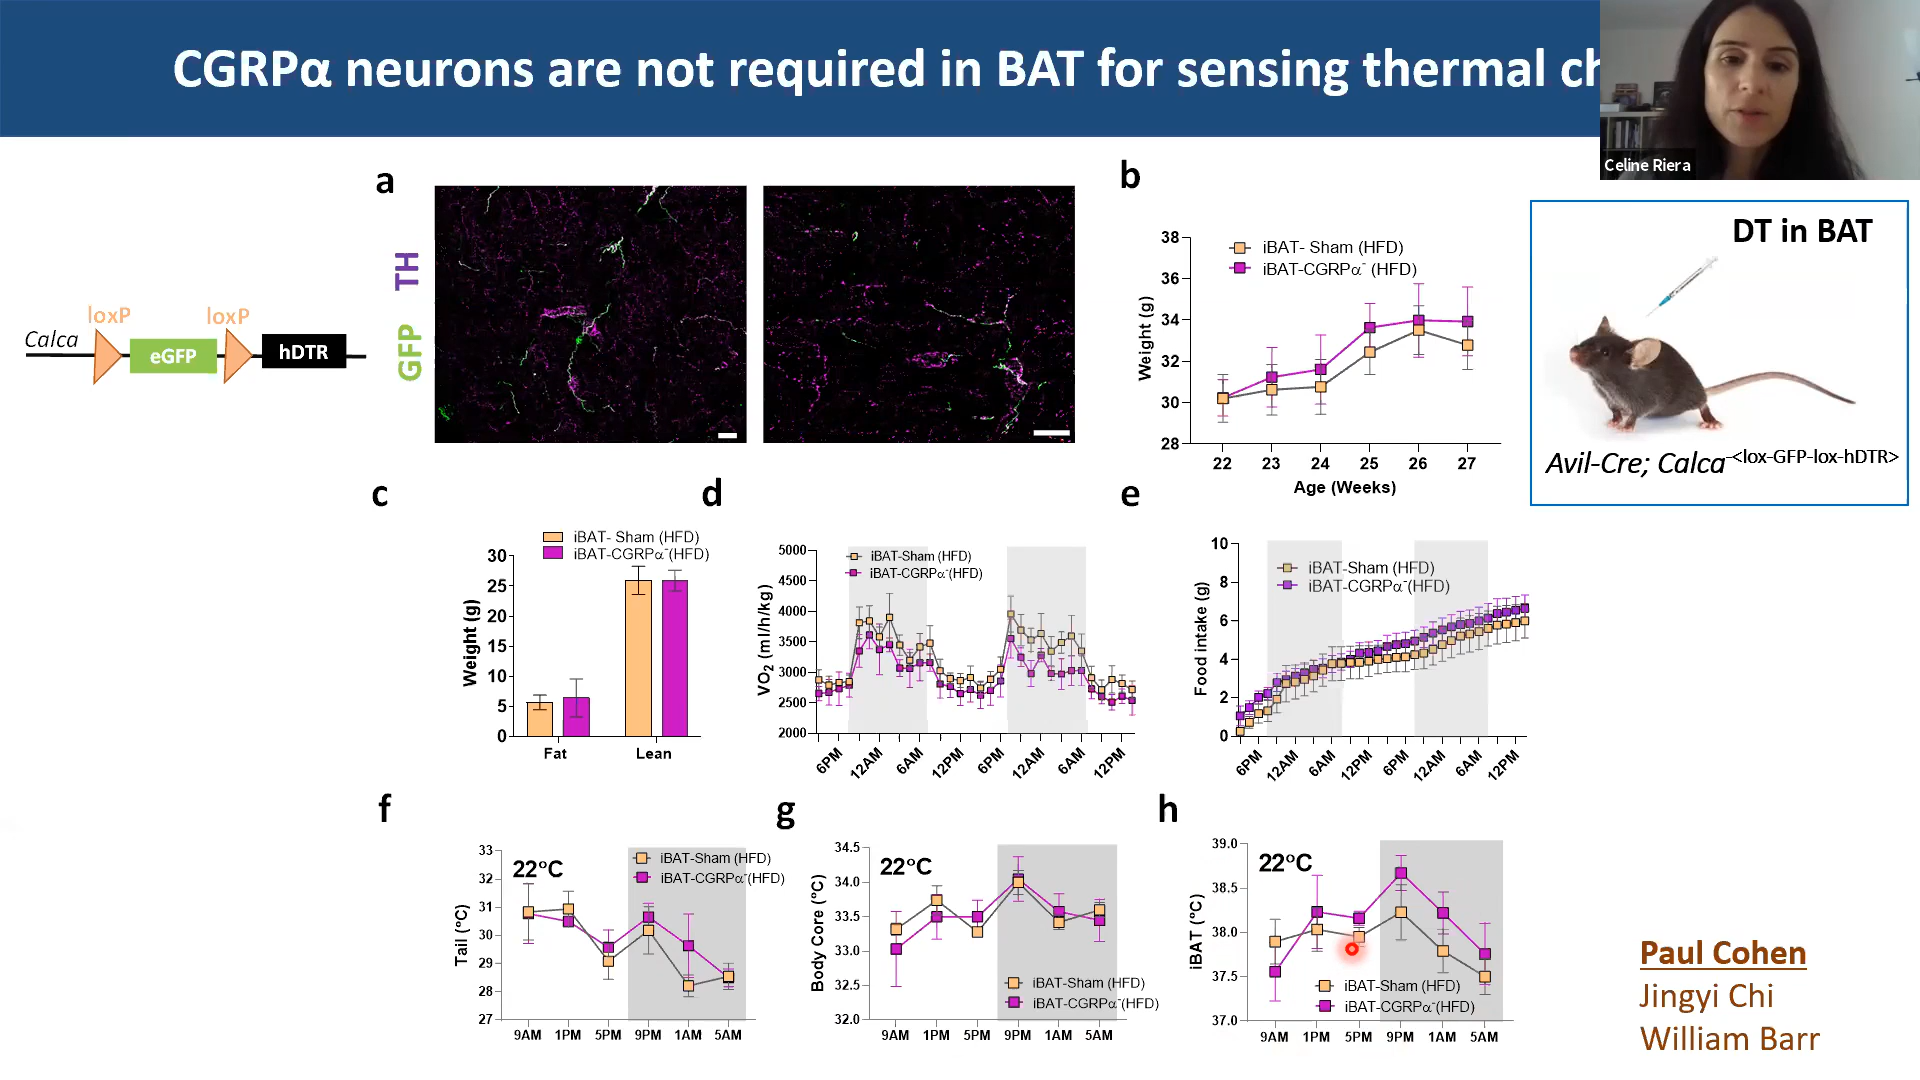 CGRPα neurons are not required in BAT for sensing thermal ch
Celine Riera
a
TH
GFP
Calca
loxP
loxP
eGFP
hDTR
b
iBAT- Sham (HFD)
iBAT-CGRPα⁻ (HFD)
Weight (g)
38
36
34
32
30
28
22 23 24 25 26 27
Age (Weeks)
DT in BAT
Avil-Cre; Calca-<lox-GFP-lox-hDTR>
c
iBAT- Sham (HFD)
iBAT-CGRPα⁻(HFD)
Weight (g)
30
25
20
15
10
5
0
Fat Lean
d
iBAT-Sham (HFD)
iBAT-CGRPα⁻(HFD)
VO₂ (ml/h/kg)
5000
4500
4000
3500
3000
2500
2000
6PM 12AM 6AM 12PM 6PM 12AM 6AM 12PM
e
iBAT-Sham (HFD)
iBAT-CGRPα⁻(HFD)
Food intake (g)
10
8
6
4
2
0
6PM 12AM 6AM 12PM 6PM 12AM 6AM 12PM
f
22°C
iBAT-Sham (HFD)
iBAT-CGRPα⁻(HFD)
Tail (°C)
33
32
31
30
29
28
27
9AM 1PM 5PM 9PM 1AM 5AM
g
22°C
Body Core (°C)
34.5
34.0
33.5
33.0
32.5
32.0
iBAT-Sham (HFD)
iBAT-CGRPα⁻(HFD)
9AM 1PM 5PM 9PM 1AM 5AM
h
22°C
iBAT (°C)
39.0
38.5
38.0
37.5
37.0
iBAT-Sham (HFD)
iBAT-CGRPα⁻(HFD)
9AM 1PM 5PM 9PM 1AM 5AM
Paul Cohen
Jingyi Chi
William Barr